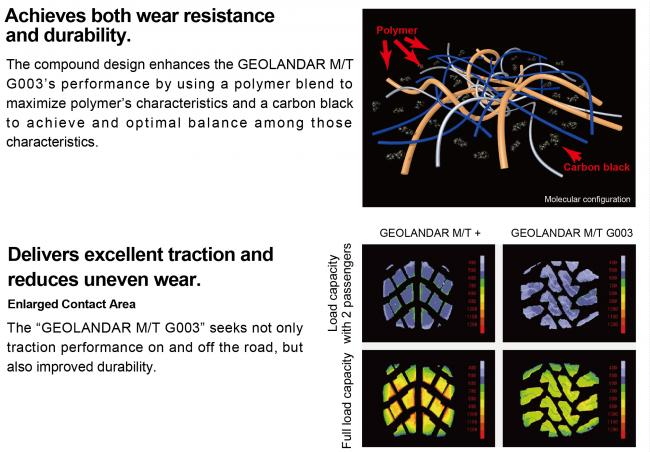 Achieves both wear resistance
and durability.
The compound design enhances the GEOLANDAR M/T
G003's performance by using a polymer blend to
maximize polymer's characteristics and a carbon black
to achieve and optimal balance among those
characteristics.
Polymer
Carbon black
Molecular configuration
Delivers excellent traction and
reduces uneven wear.
Enlarged Contact Area
The “GEOLANDAR M/T G003” seeks not only
traction performance on and off the road, but
also improved durability.
GEOLANDAR M/T +
GEOLANDAR M/T G003
Load capacity
with 2 passengers
Full load capacity